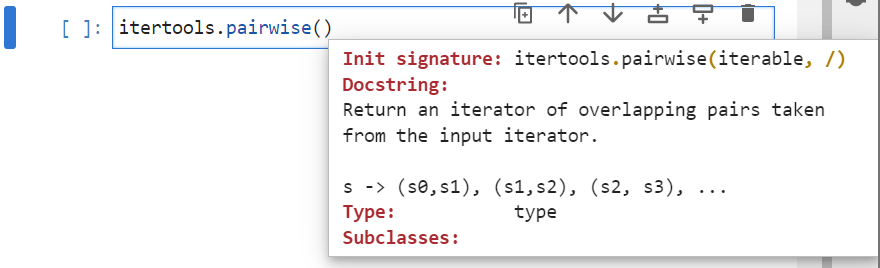 [ ]: itertools.pairwise()
Init signature: itertools.pairwise(iterable, /)
Docstring:
Return an iterator of overlapping pairs taken
from the input iterator.
s -> (s0,s1), (s1,s2), (s2, s3), ...
Type: type
Subclasses: